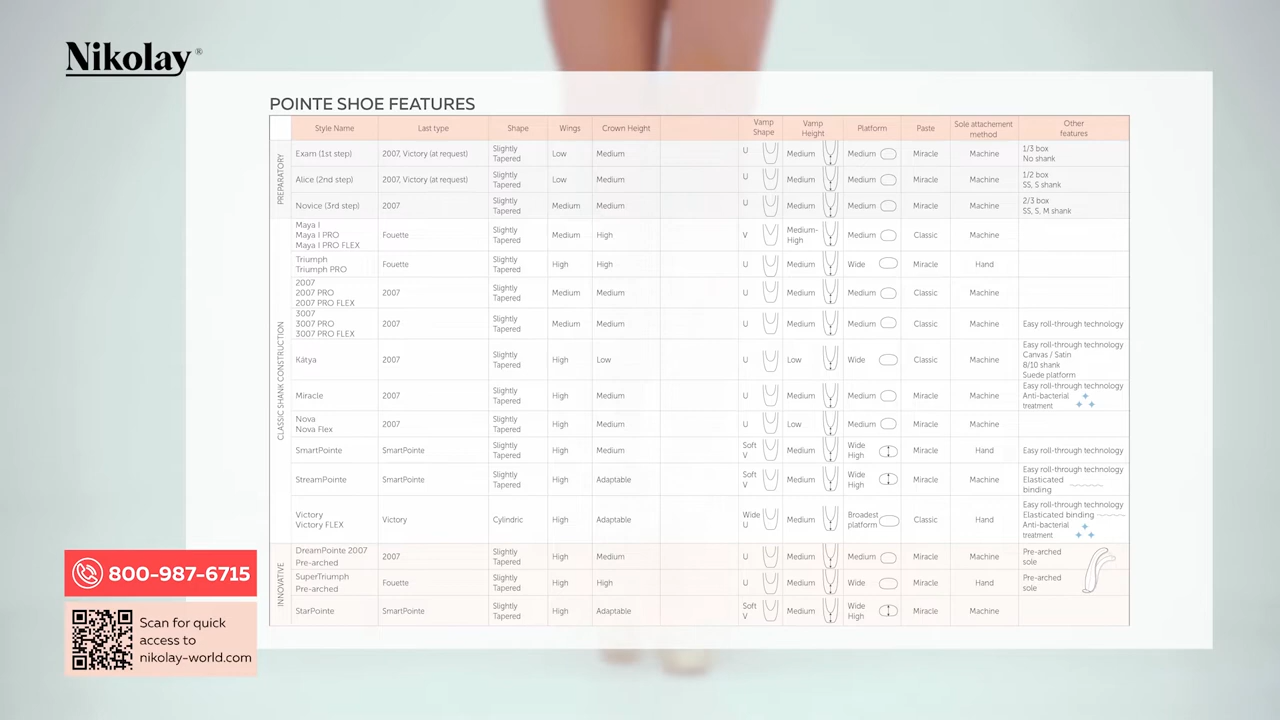 Nikolay®
POINTE SHOE FEATURES
Style Name Last type Shape Wings Crown Height Vamp Shape Vamp Height Platform Paste Sole attachement method Other features
PREPARATORY
Exam (1st step) 2007, Victory (at request) Slightly Tapered Low Medium U Medium Medium Miracle Machine 1/3 box No shank
Alice (2nd step) 2007, Victory (at request) Slightly Tapered Low Medium U Medium Medium Miracle Machine 1/2 box SS, S shank
Novice (3rd step) 2007 Slightly Tapered Medium Medium U Medium Medium Miracle Machine 2/3 box SS, S, M shank
CLASSIC SHANK CONSTRUCTION
Maya I Maya I PRO Maya I PRO FLEX Fouette Slightly Tapered Medium High V Medium-High Medium Classic Machine
Triumph Triumph PRO Fouette Slightly Tapered High High U Medium Wide Miracle Hand
2007 2007 PRO 2007 PRO FLEX 2007 Slightly Tapered Medium Medium U Medium Medium Classic Machine
3007 3007 PRO 3007 PRO FLEX 2007 Slightly Tapered Medium Medium U Medium Medium Classic Machine Easy roll-through technology
Kátya 2007 Slightly Tapered High Low U Low Wide Classic Machine Easy roll-through technology Canvas / Satin 8/10 shank Suede platform
Miracle 2007 Slightly Tapered High Medium U Medium Medium Miracle Machine Easy roll-through technology Anti-bacterial treatment
Nova Nova Flex 2007 Slightly Tapered High Medium U Low Medium Miracle Machine
SmartPointe SmartPointe Slightly Tapered High Medium Soft V Medium Wide High Miracle Hand Easy roll-through technology
StreamPointe SmartPointe Slightly Tapered High Adaptable Soft V Medium Wide High Miracle Machine Easy roll-through technology Elasticated binding
Victory Victory FLEX Victory Cylindric High Adaptable Wide U Medium Broadest platform Classic Hand Easy roll-through technology Elasticated binding Anti-bacterial treatment
INNOVATIVE
DreamPointe 2007 Pre-arched 2007 Slightly Tapered High Medium U Medium Medium Miracle Machine Pre-arched sole
SuperTriumph Pre-arched Fouette Slightly Tapered High High U Medium Wide Miracle Hand Pre-arched sole
StarPointe SmartPointe Slightly Tapered High Adaptable Soft V Medium Wide High Miracle Machine
800-987-6715
Scan for quick
access to
nikolay-world.com